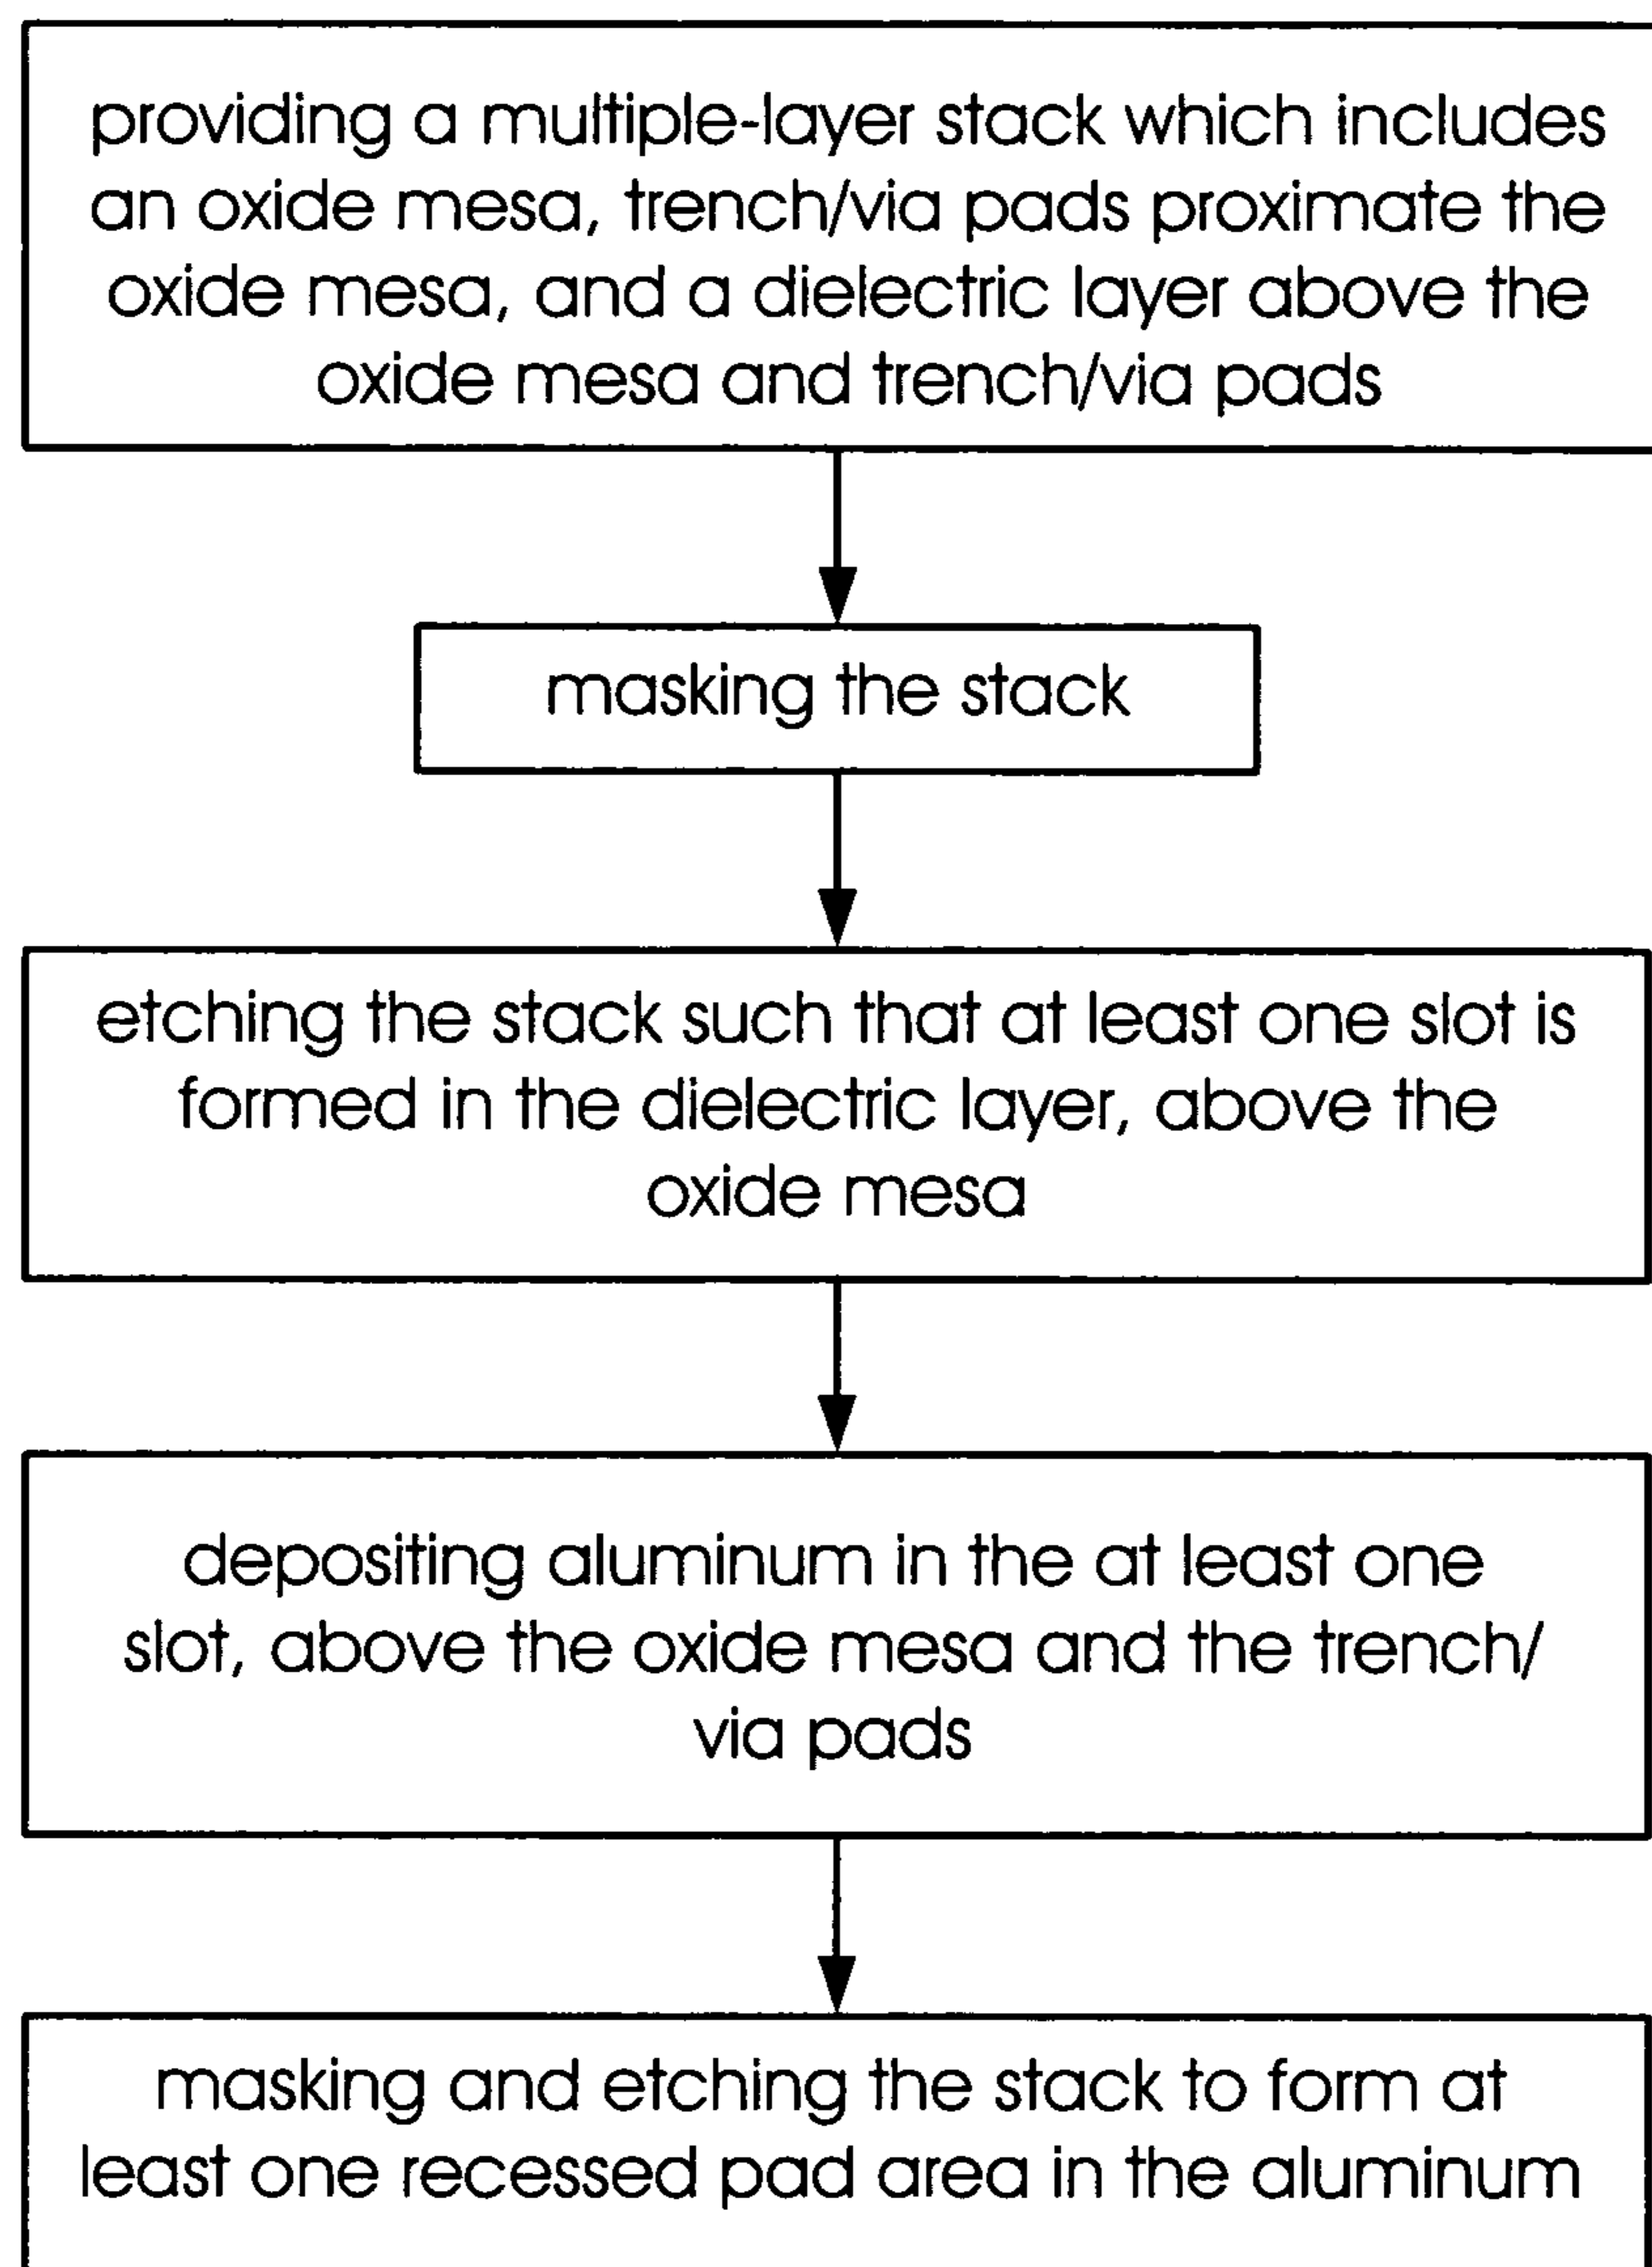 providing a multiple-layer stack which includes
an oxide mesa, trench/via pads proximate the
oxide mesa, and a dielectric layer above the
oxide mesa and trench/via pads
masking the stack
etching the stack such that at least one slot is
formed in the dielectric layer, above the
oxide mesa
depositing aluminum in the at least one
slot, above the oxide mesa and the trench/
via pads
masking and etching the stack to form at
least one recessed pad area in the aluminum